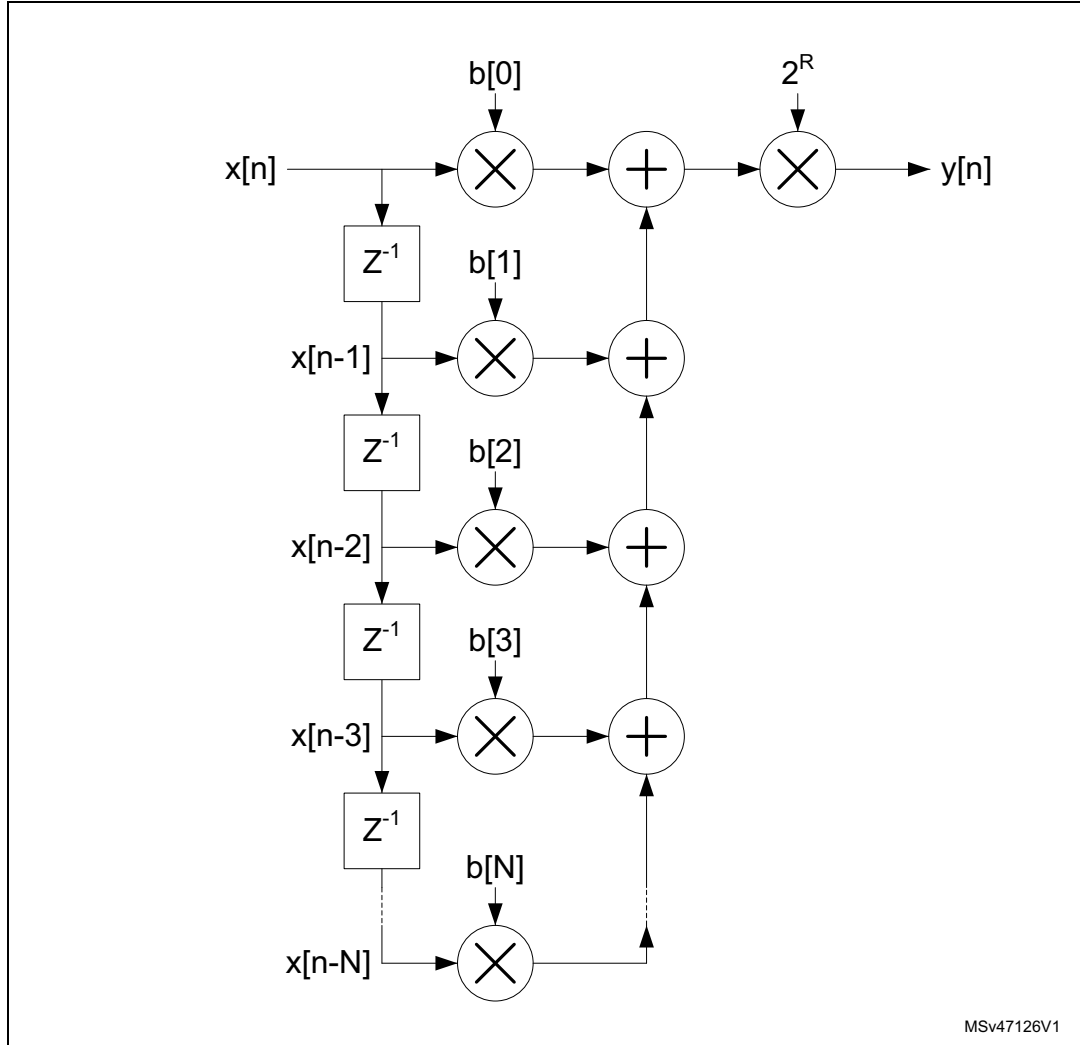 b[0]
2^R
x[n]
y[n]
Z^-1
b[1]
x[n-1]
Z^-1
b[2]
x[n-2]
Z^-1
b[3]
x[n-3]
Z^-1
b[N]
x[n-N]
MSv47126V1